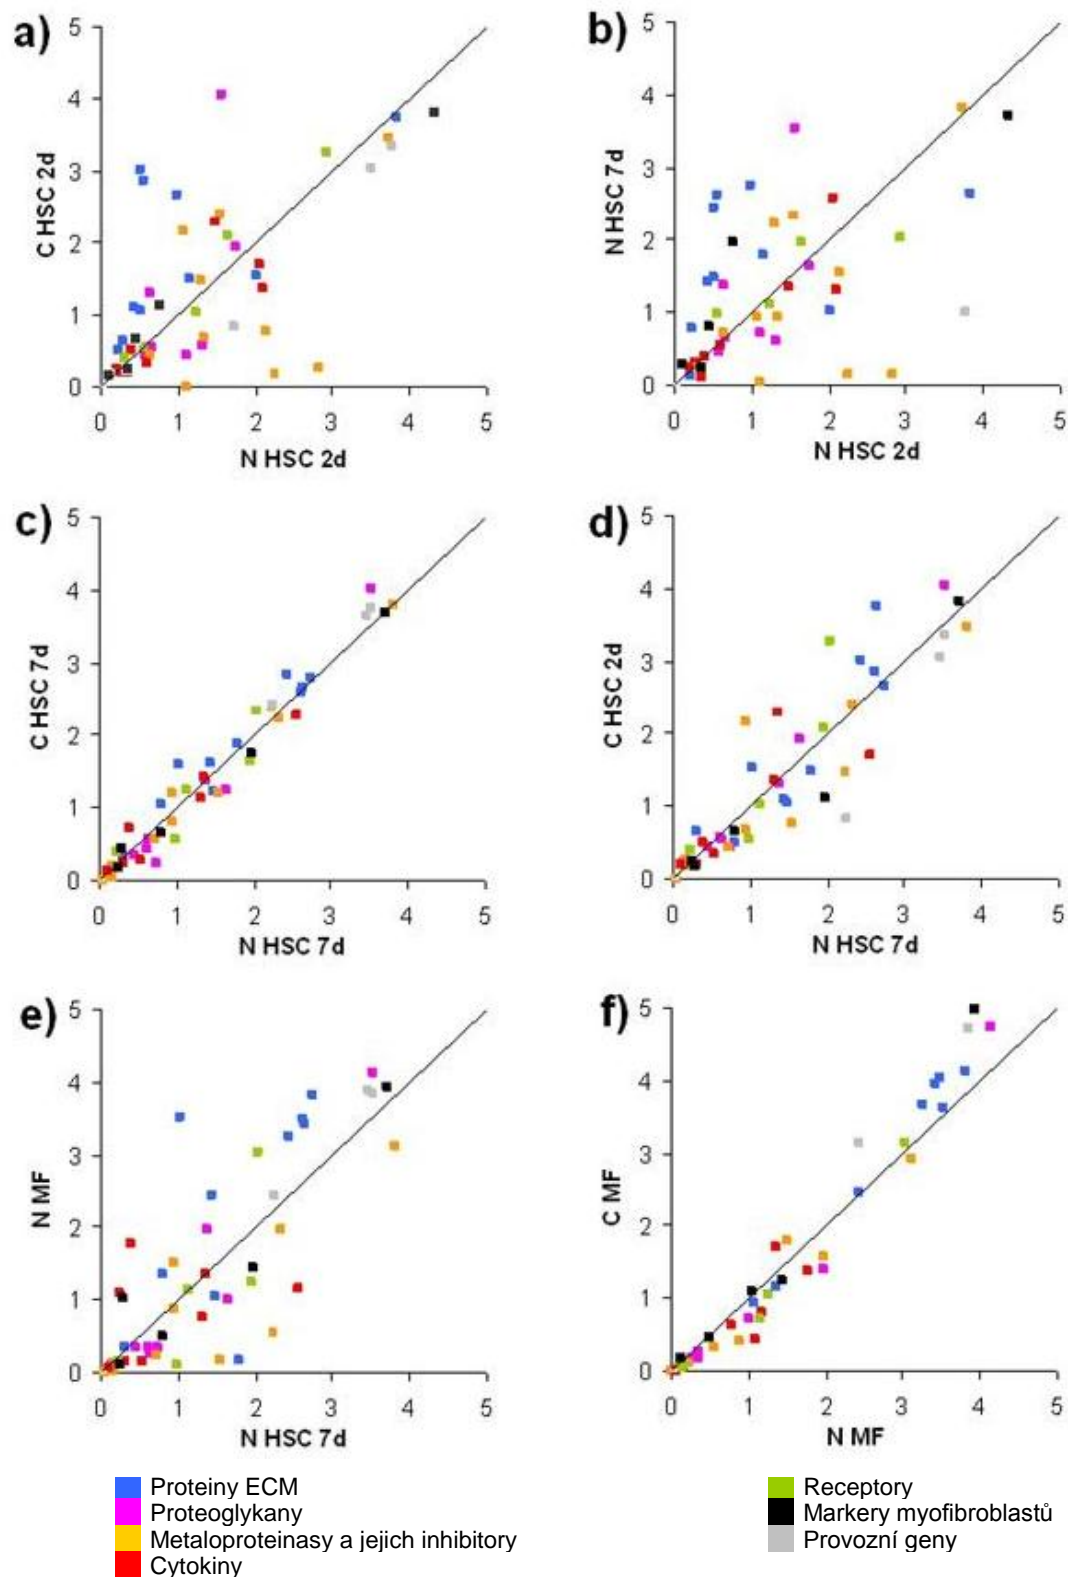 a)
5
4
3
2
1
0
C HSC 2d
0 1 2 3 4 5
N HSC 2d
b)
5
4
3
2
1
0
N HSC 7d
0 1 2 3 4 5
N HSC 2d
c)
5
4
3
2
1
0
C HSC 7d
0 1 2 3 4 5
N HSC 7d
d)
5
4
3
2
1
0
C HSC 2d
0 1 2 3 4 5
N HSC 7d
e)
5
4
3
2
1
0
N MF
0 1 2 3 4 5
N HSC 7d
f)
5
4
3
2
1
0
C MF
0 1 2 3 4 5
N MF
Proteiny ECM
Proteoglykany
Metaloproteinasy a jejich inhibitory
Cytokiny
Receptory
Markery myofibroblastů
Provozní geny